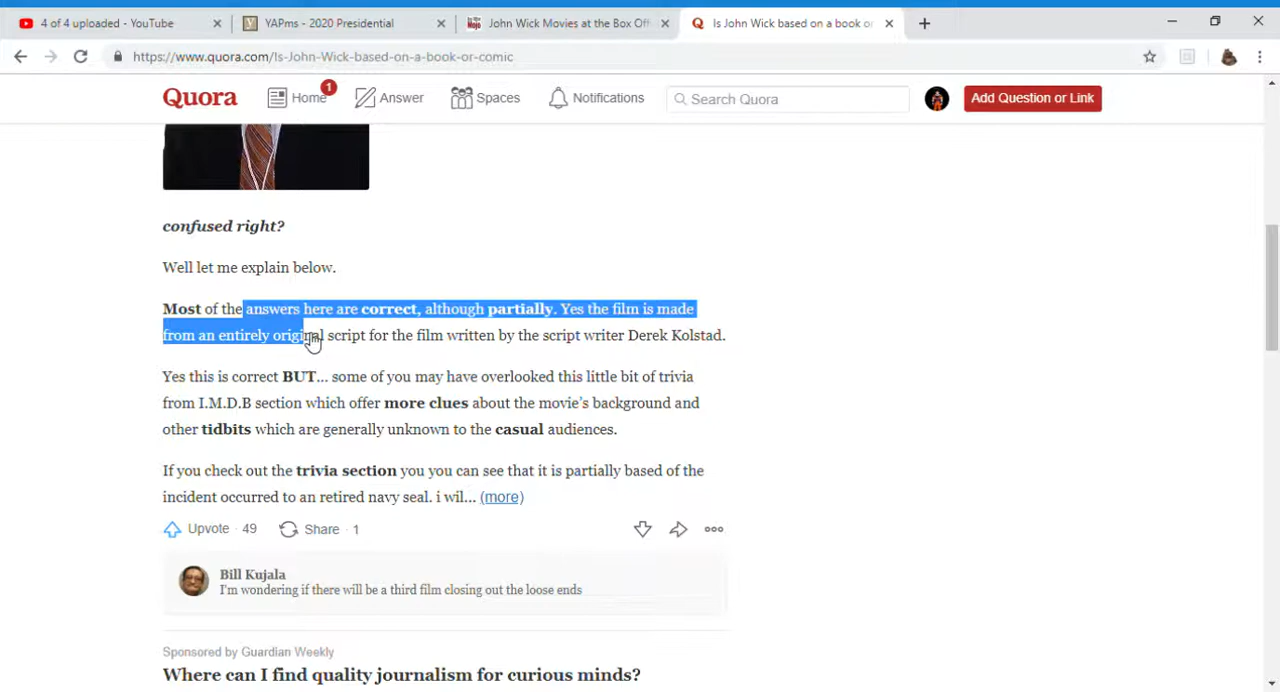 4 of 4 uploaded - YouTube
YAPms - 2020 Presidential
John Wick Movies at the Box Off
Is John Wick based on a book or
https://www.quora.com/Is-John-Wick-based-on-a-book-or-comic
Quora
Home
1
Answer
Spaces
Notifications
Search Quora
Add Question or Link
confused right?
Well let me explain below.
Most of the answers here are correct, although partially. Yes the film is made
from an entirely original script for the film written by the script writer Derek Kolstad.
Yes this is correct BUT... some of you may have overlooked this little bit of trivia
from I.M.D.B section which offer more clues about the movie's background and
other tidbits which are generally unknown to the casual audiences.
If you check out the trivia section you you can see that it is partially based of the
incident occurred to an retired navy seal. i wil... (more)
Upvote · 49
Share · 1
Bill Kujala
I'm wondering if there will be a third film closing out the loose ends
Sponsored by Guardian Weekly
Where can I find quality journalism for curious minds?